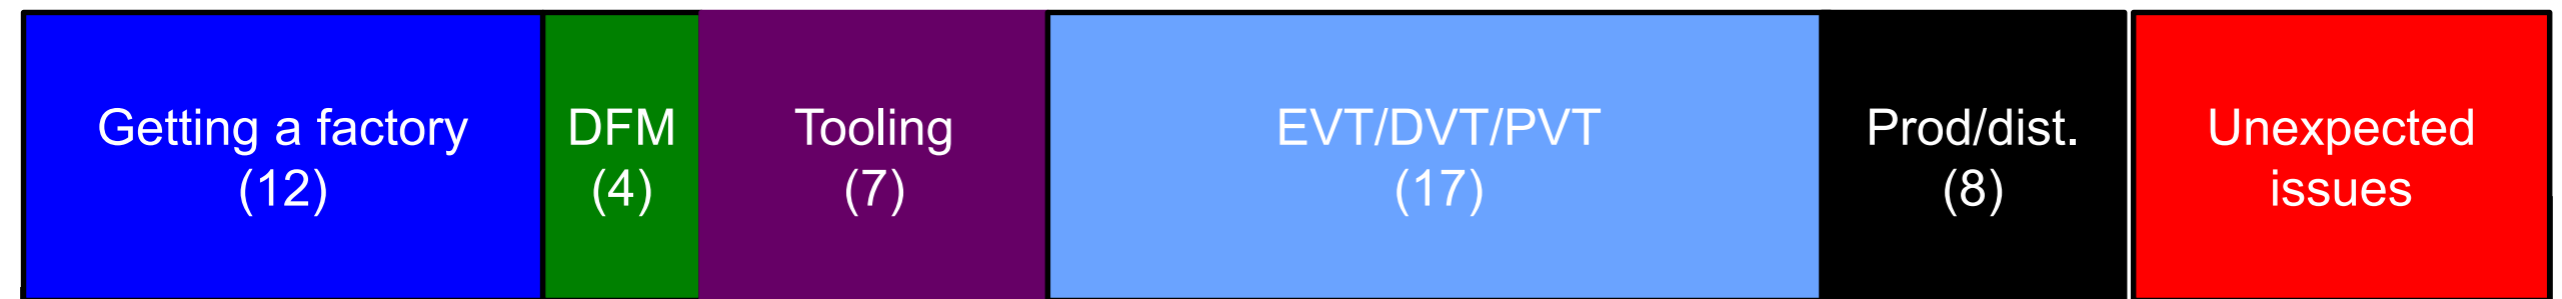 Getting a factory
(12)
DFM
(4)
Tooling
(7)
EVT/DVT/PVT
(17)
Prod/dist.
(8)
Unexpected
issues